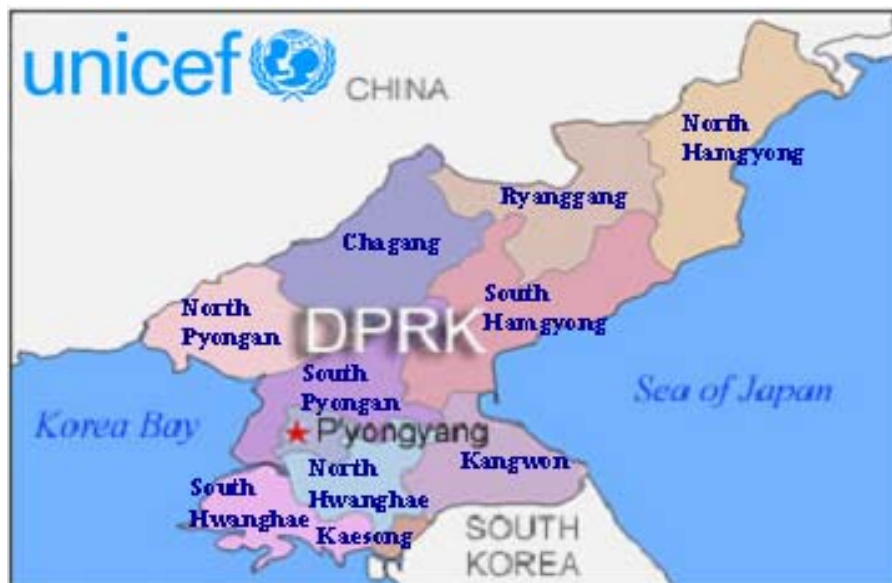 unicef
CHINA
North
Hamgyong
Ryanggang
Chagang
North
Pyongan
DPRK
South
Hamgyong
South
Pyongan
Sea of Japan
Korea Bay
P'yongyang
Kangwon
North
Hwanghae
South
Hwanghae
Kaesong
SOUTH
KOREA